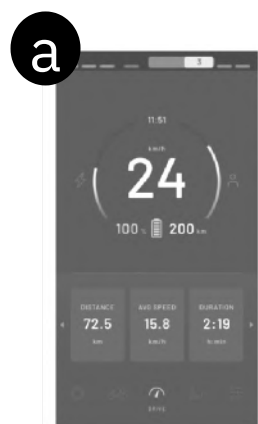 a
3
11:51
km/h
24
100 % 200 km
DISTANCE AVG SPEED DURATION
72.5 15.8 2:19
km km/h h:min
DRIVE